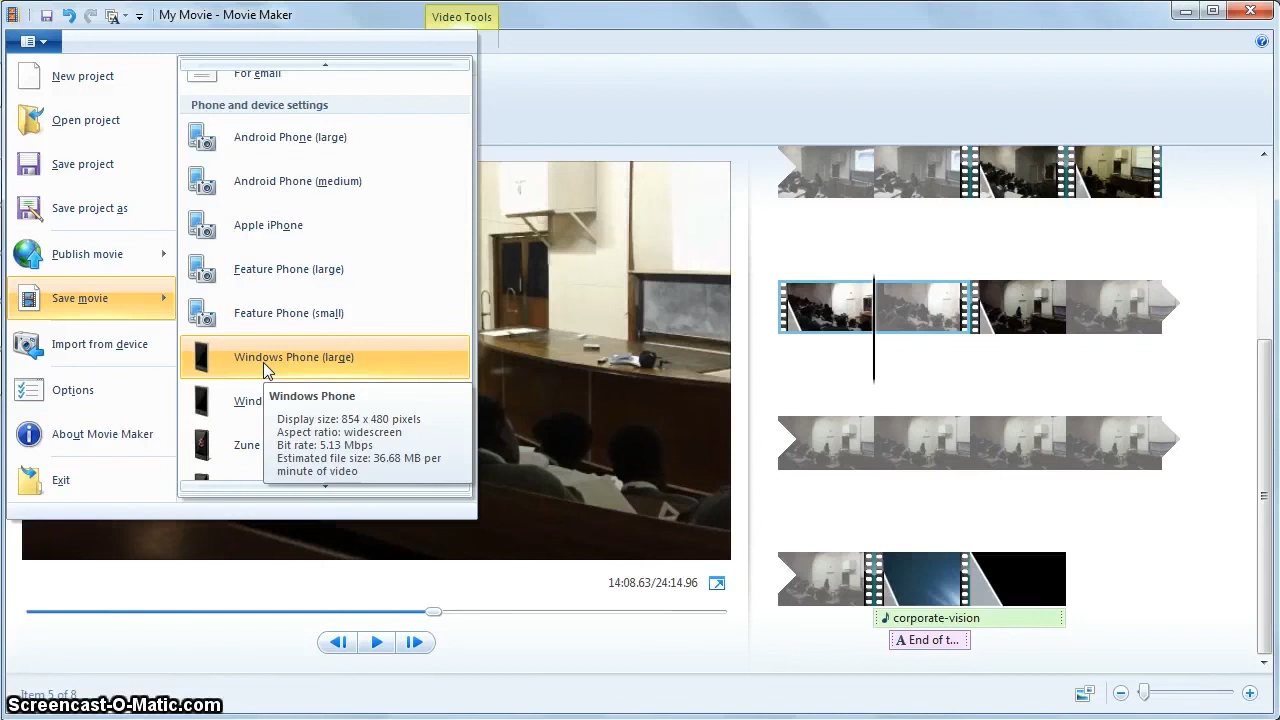 My Movie - Movie Maker
Video Tools
New project
Open project
Save project
Save project as
Publish movie
Save movie
Import from device
Options
About Movie Maker
Exit
For email
Phone and device settings
Android Phone (large)
Android Phone (medium)
Apple iPhone
Feature Phone (large)
Feature Phone (small)
Windows Phone (large)
Wind
Zune
Windows Phone
Display size: 854 x 480 pixels
Aspect ratio: widescreen
Bit rate: 5.13 Mbps
Estimated file size: 36.68 MB per
minute of video
14:08.63/24:14.96
corporate-vision
A End of t...
Item 5 of 8
Screencast-O-Matic.com